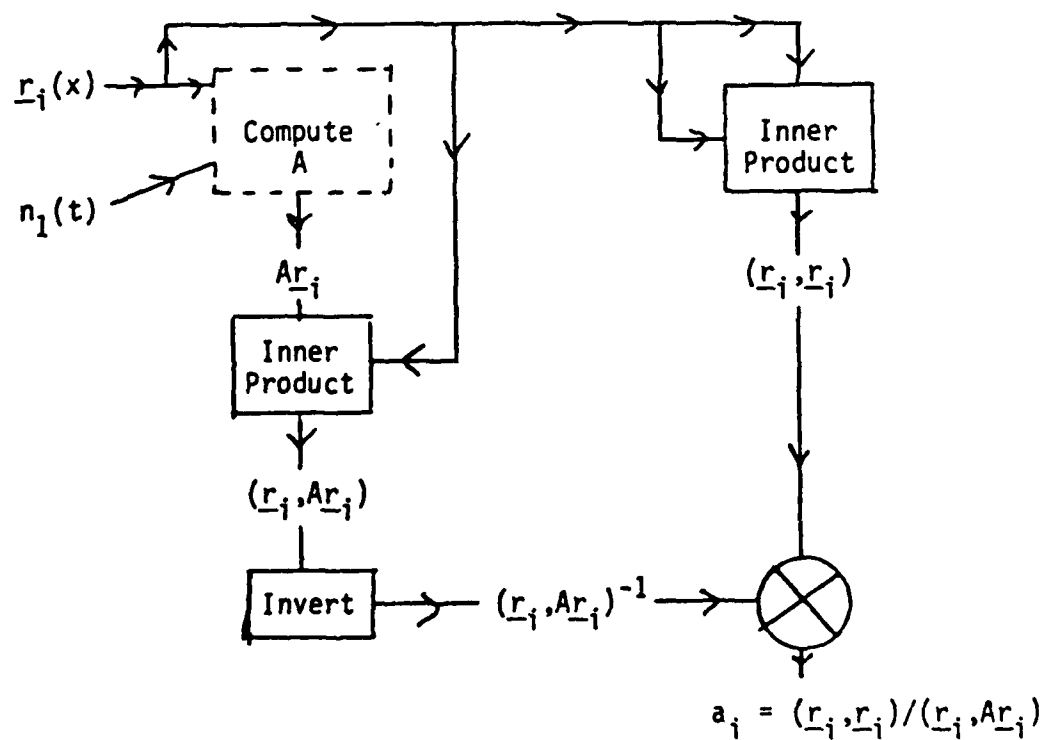 r_i(x)
Compute
A
n_1(t)
Inner
Product
Ar_i
(r_i,r_i)
Inner
Product
(r_i,Ar_i)
Invert
(r_i,Ar_i)^-1
a_i = (r_i,r_i)/(r_i,Ar_i)